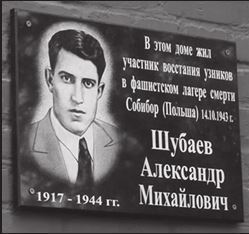 В этом доме жил
участник восстания узников
в фашистском лагере смерти
Собибор (Польша) 14.10.1943 г.
Шубаев
Александр
Михайлович
1917 - 1944 гг.